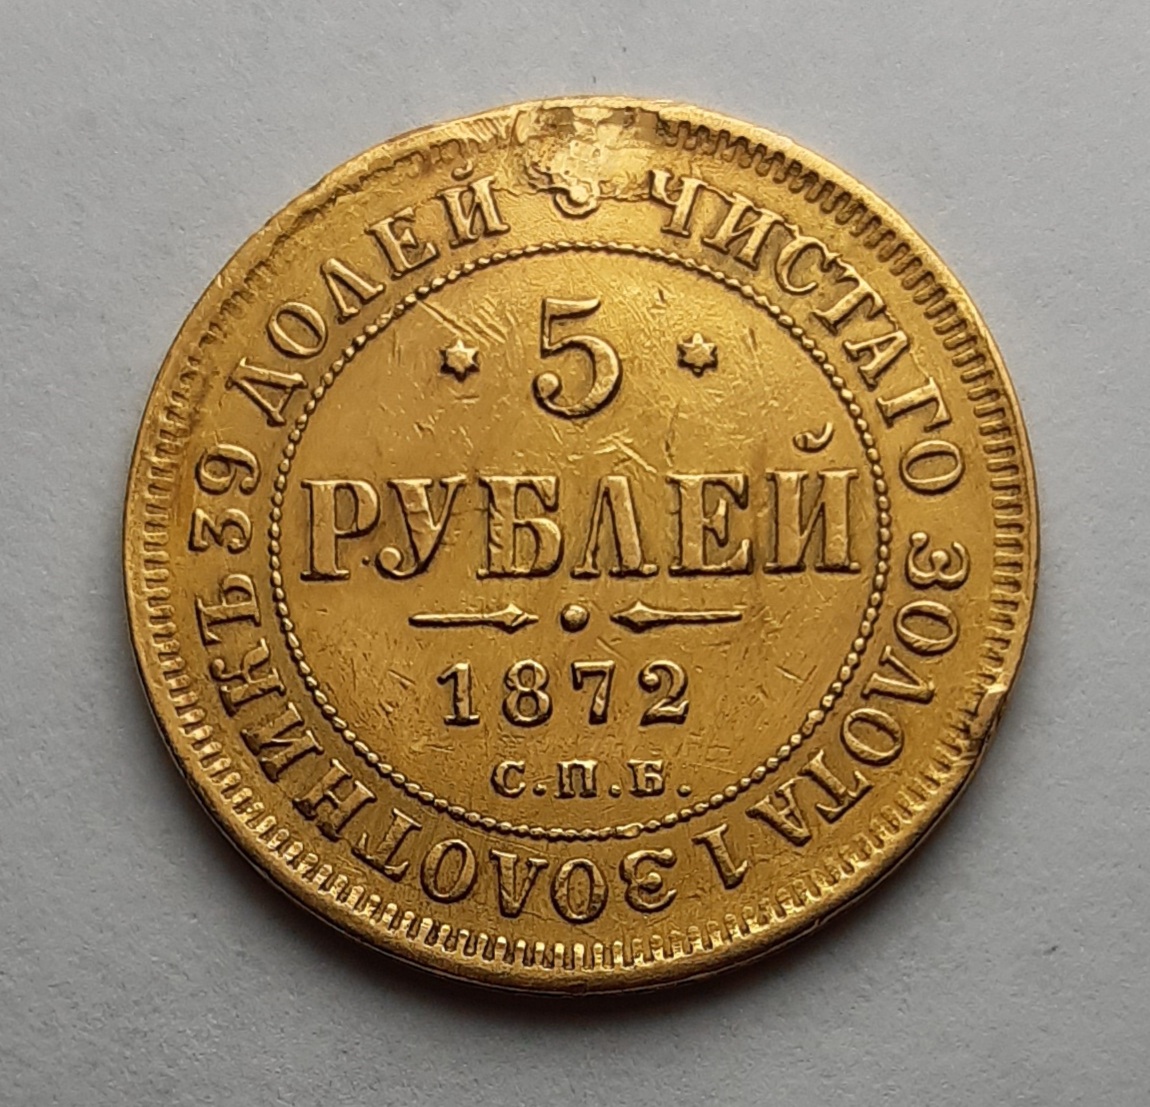 5
РУБЛЕЙ
1872
С.П.Б.
ЧИСТАГО ЗОЛОТА 1 ЗОЛОТНИКЪ 39 ДОЛЕЙ